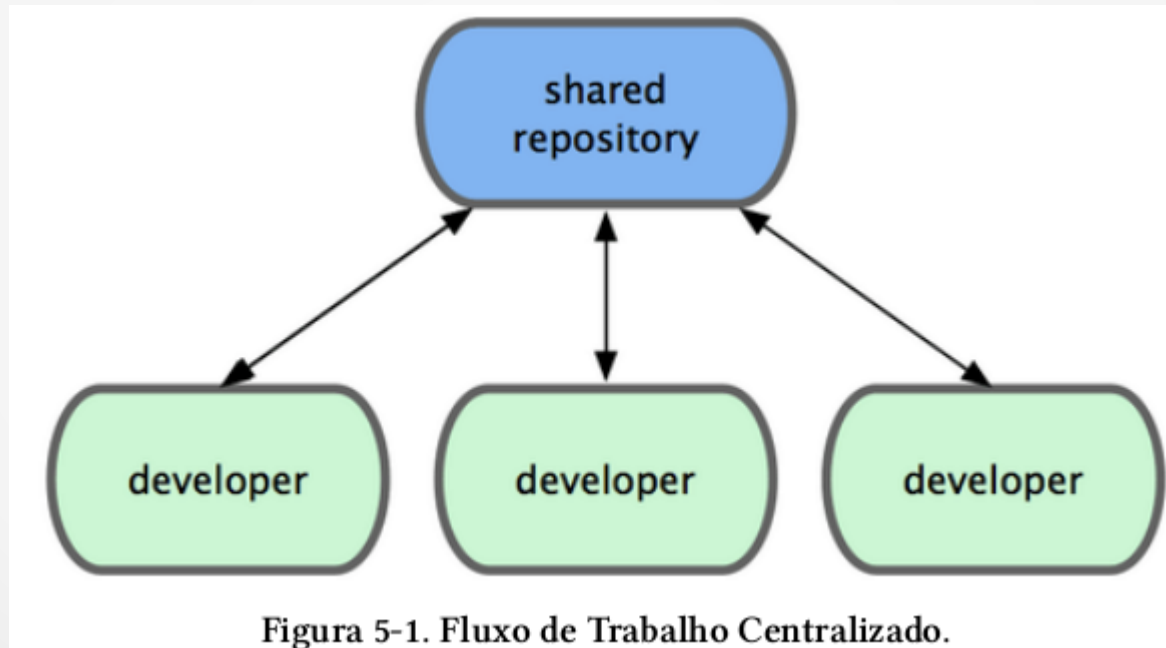 shared
repository
developer
developer
developer
Figura 5-1. Fluxo de Trabalho Centralizado.